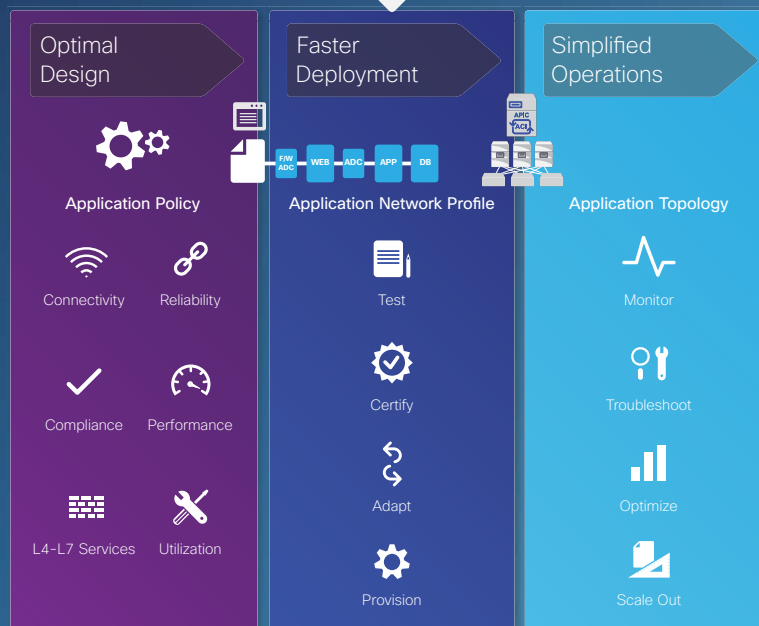 Optimal
Design
Faster
Deployment
Simplified
Operations
APIC
ACI
F/W
ADC
WEB
ADC
APP
DB
Application Policy
Application Network Profile
Application Topology
Connectivity
Reliability
Test
Monitor
Compliance
Performance
Certify
Troubleshoot
Adapt
Optimize
L4-L7 Services
Utilization
Provision
Scale Out